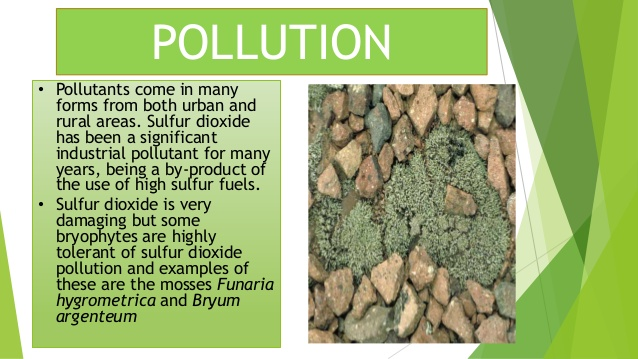 POLLUTION
• Pollutants come in many
forms from both urban and
rural areas. Sulfur dioxide
has been a significant
industrial pollutant for many
years, being a by-product of
the use of high sulfur fuels.
• Sulfur dioxide is very
damaging but some
bryophytes are highly
tolerant of sulfur dioxide
pollution and examples of
these are the mosses Funaria
hygrometrica and Bryum
argenteum